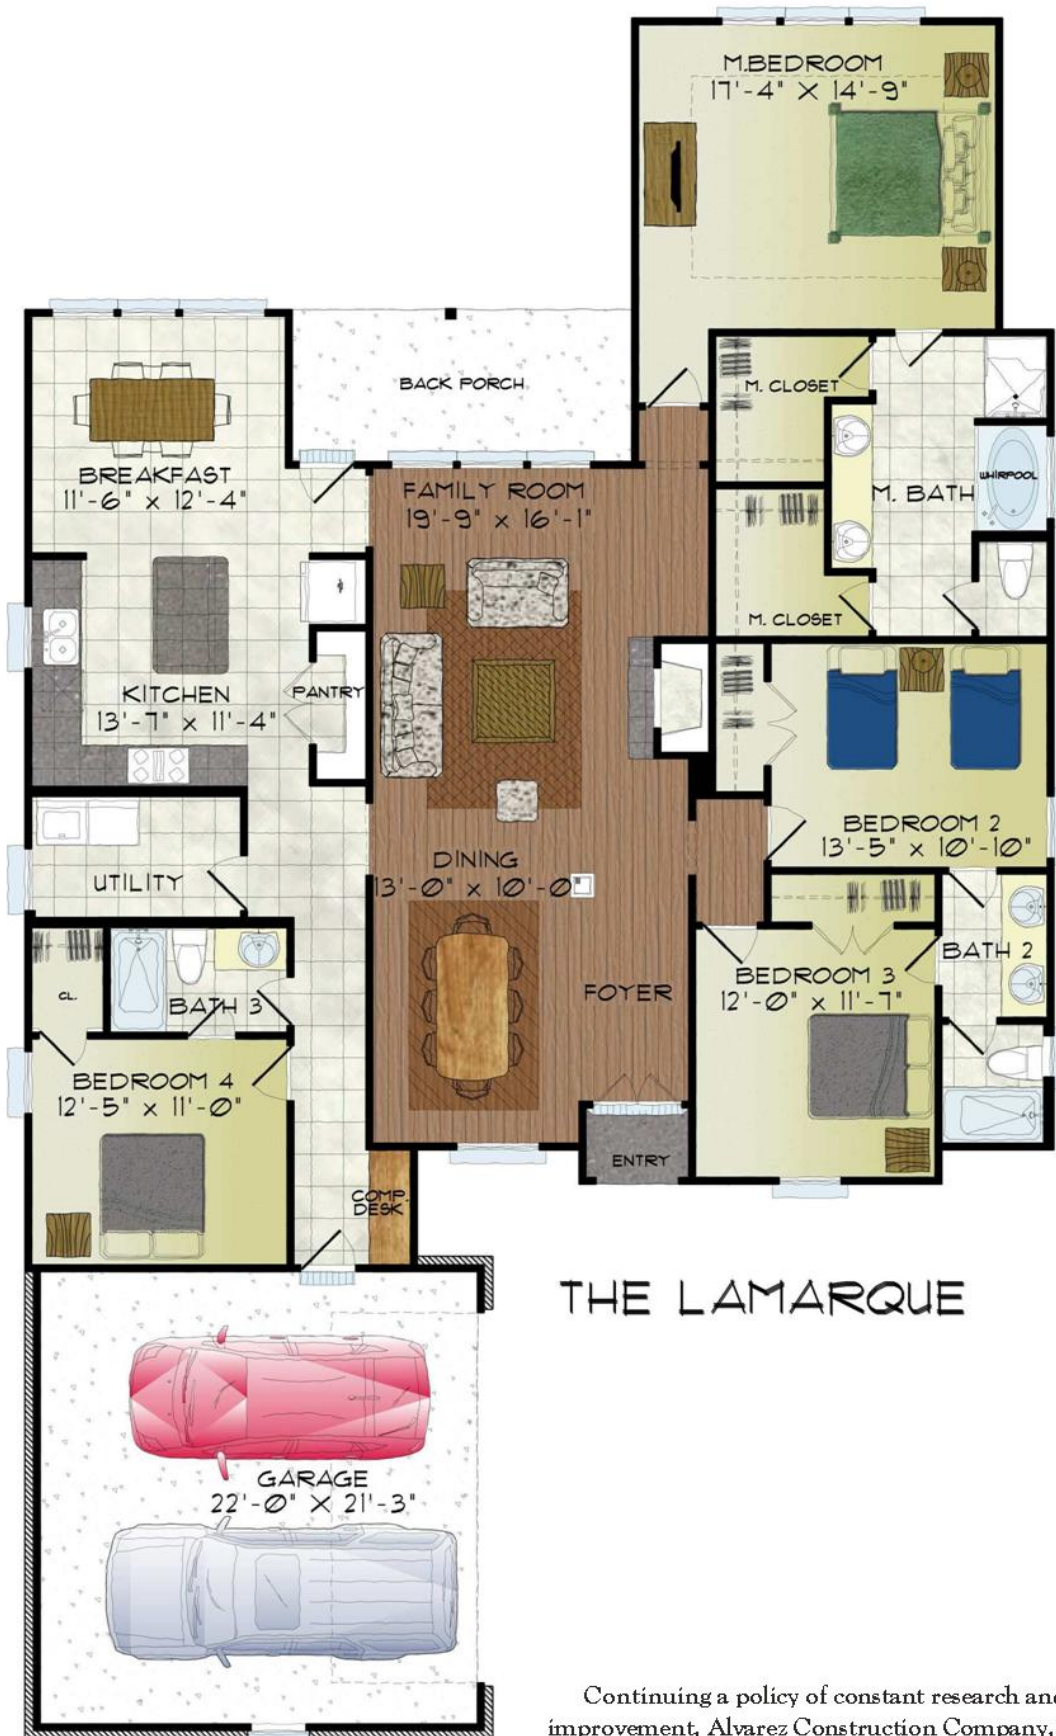 M.BEDROOM
17'-4" X 14'-9"
BACK PORCH
M. CLOSET
BREAKFAST
11'-6" x 12'-4"
FAMILY ROOM
19'-9" x 16'-1"
M. BATH
WHIRPOOL
M. CLOSET
KITCHEN
13'-7" x 11'-4"
PANTRY
BEDROOM 2
13'-5" x 10'-10"
UTILITY
DINING
13'-0" x 10'-0"
BATH 2
CL.
BATH 3
FOYER
BEDROOM 3
12'-0" x 11'-7"
BEDROOM 4
12'-5" x 11'-0"
ENTRY
COMP.
DESK
THE LAMARQUE
GARAGE
22'-0" X 21'-3"
Continuing a policy of constant research and
improvement, Alvarez Construction Company,